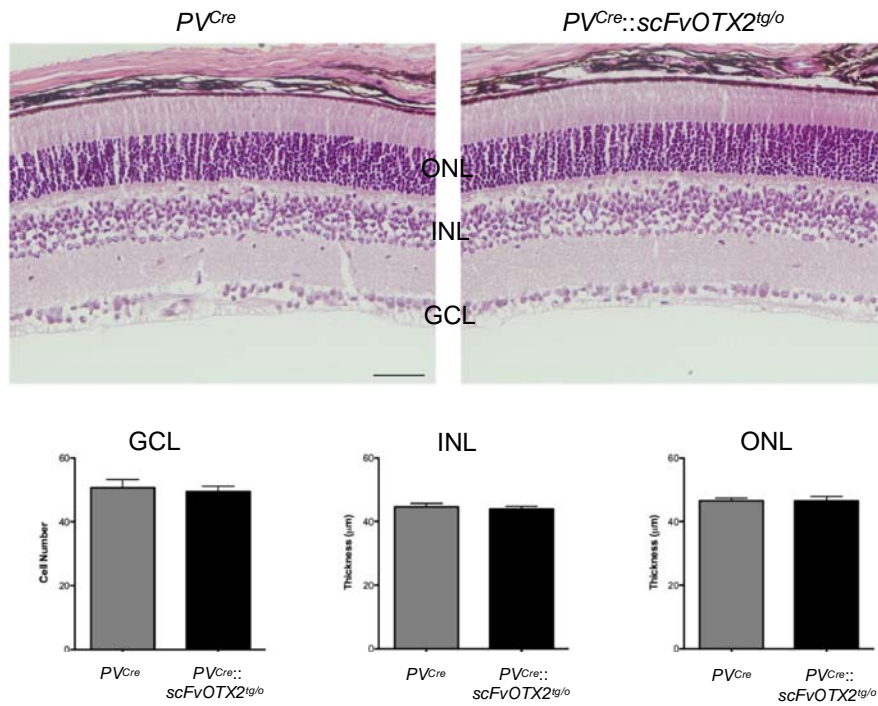 PVCre
PVCre::scFvOTX2tg/o
ONL
INL
GCL
GCL
60
40
20
0
Cell Number
PVCre
PVCre::
scFvOTX2tg/o
INL
60
40
20
0
Thickness (µm)
PVCre
PVCre::
scFvOTX2tg/o
ONL
60
40
20
0
Thickness (µm)
PVCre
PVCre::
scFvOTX2tg/o